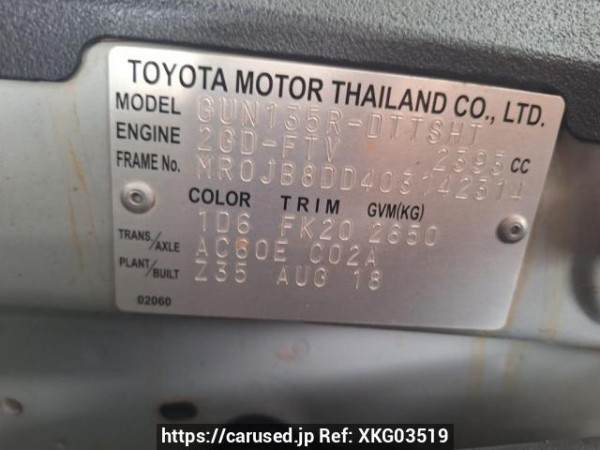 TOYOTA MOTOR THAILAND CO., LTD.
MODEL GUN135R-DTTSHT
ENGINE 2GD-FTV 2393 CC
FRAME No. MR0JB8DD403142314
COLOR TRIM GVM(KG)
1D6 FK20 2650
TRANS/AXLE AC60E C02A
PLANT/BUILT Z35 AUG 18
02060
https://carused.jp Ref: XKG03519